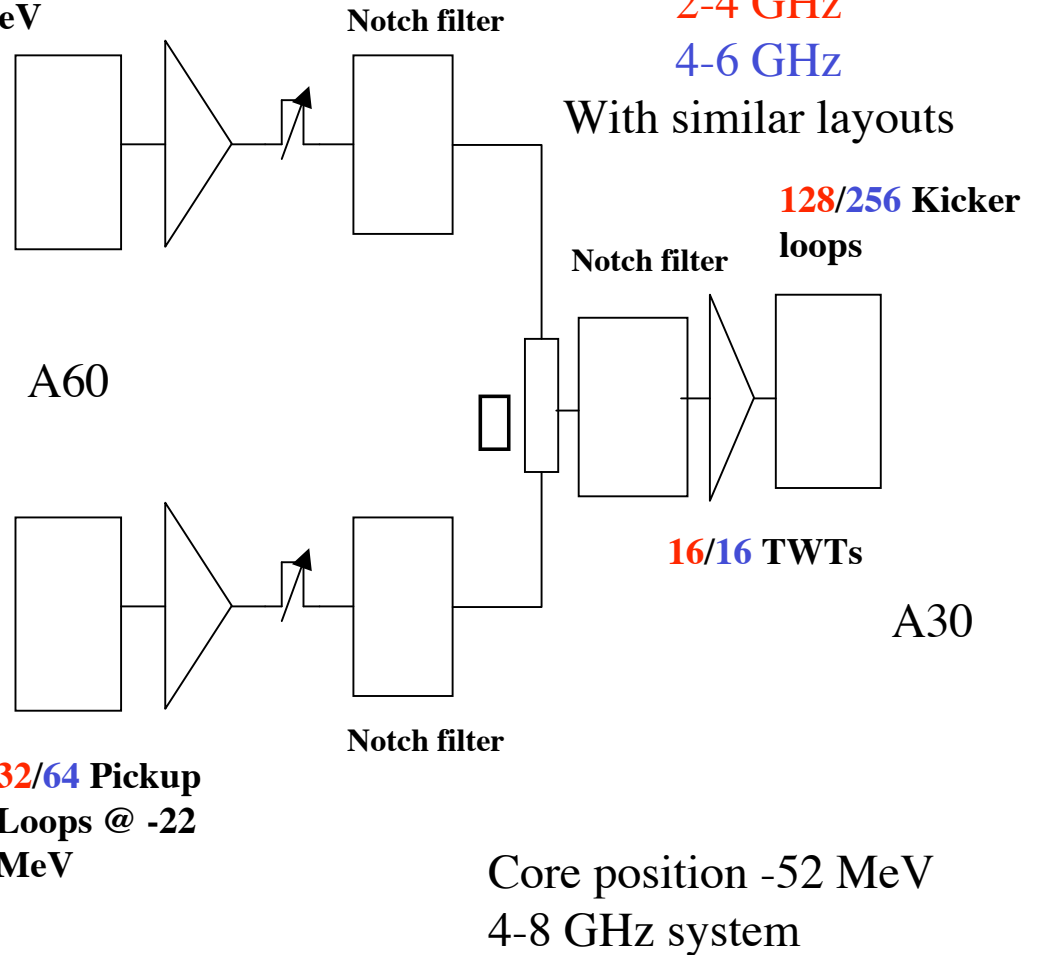 eV
Notch filter
2-4 GHz
4-6 GHz
With similar layouts
128/256 Kicker
loops
Notch filter
A60
16/16 TWTs
A30
Notch filter
32/64 Pickup
Loops @ -22
MeV
Core position -52 MeV
4-8 GHz system